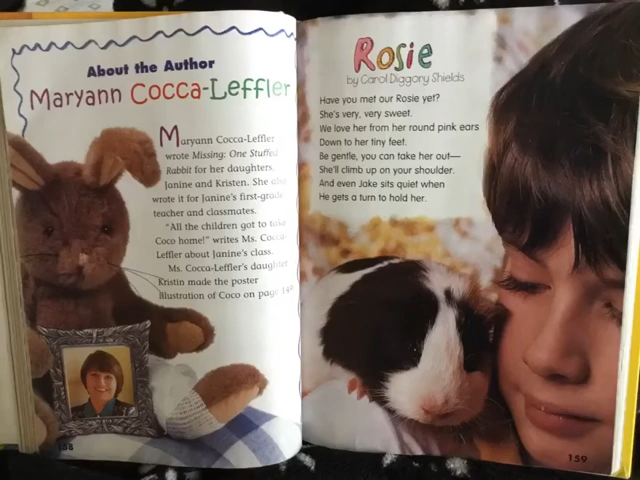 About the Author
Maryann Cocca-Leffler
Maryann Cocca-Leffler
wrote Missing: One Stuffed
Rabbit for her daughters,
Janine and Kristen. She also
wrote it for Janine's first-grade
teacher and classmates.
"All the children got to take
Coco home!" writes Ms. Cocca-
Leffler about Janine's class.
Ms. Cocca-Leffler's daughter
Kristin made the poster
illustration of Coco on page 149
158
Rosie
by Carol Diggory Shields
Have you met our Rosie yet?
She's very, very sweet.
We love her from her round pink ears
Down to her tiny feet.
Be gentle, you can take her out—
She'll climb up on your shoulder.
And even Jake sits quiet when
He gets a turn to hold her.
159